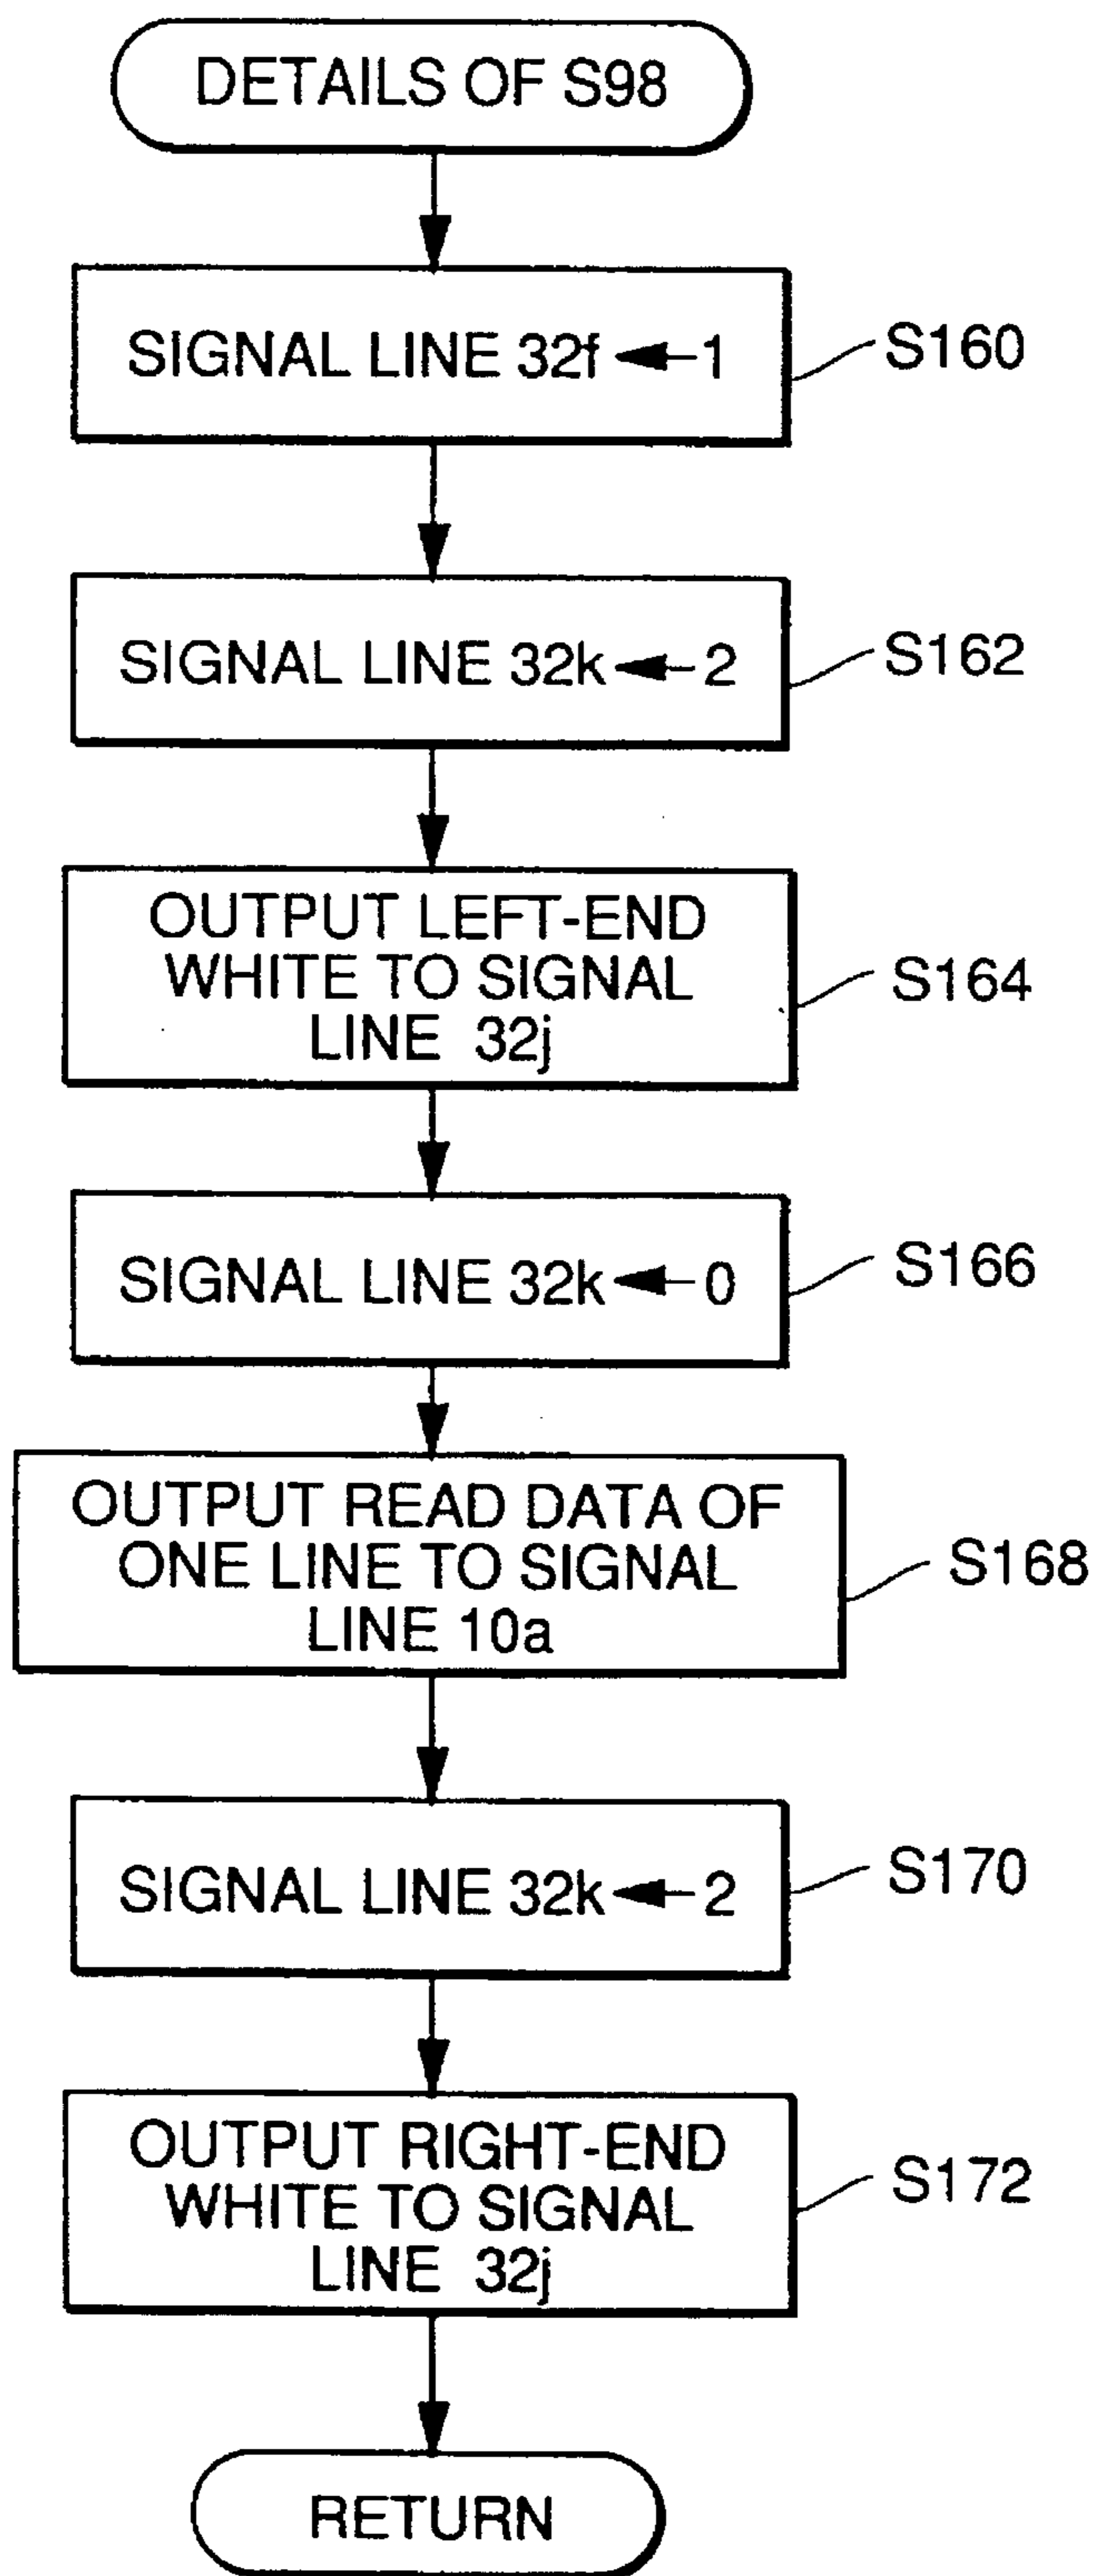 DETAILS OF S98
SIGNAL LINE 32f ← 1
S160
SIGNAL LINE 32k ← 2
S162
OUTPUT LEFT-END
WHITE TO SIGNAL
LINE 32j
S164
SIGNAL LINE 32k ← 0
S166
OUTPUT READ DATA OF
ONE LINE TO SIGNAL
LINE 10a
S168
SIGNAL LINE 32k ← 2
S170
OUTPUT RIGHT-END
WHITE TO SIGNAL
LINE 32j
S172
RETURN